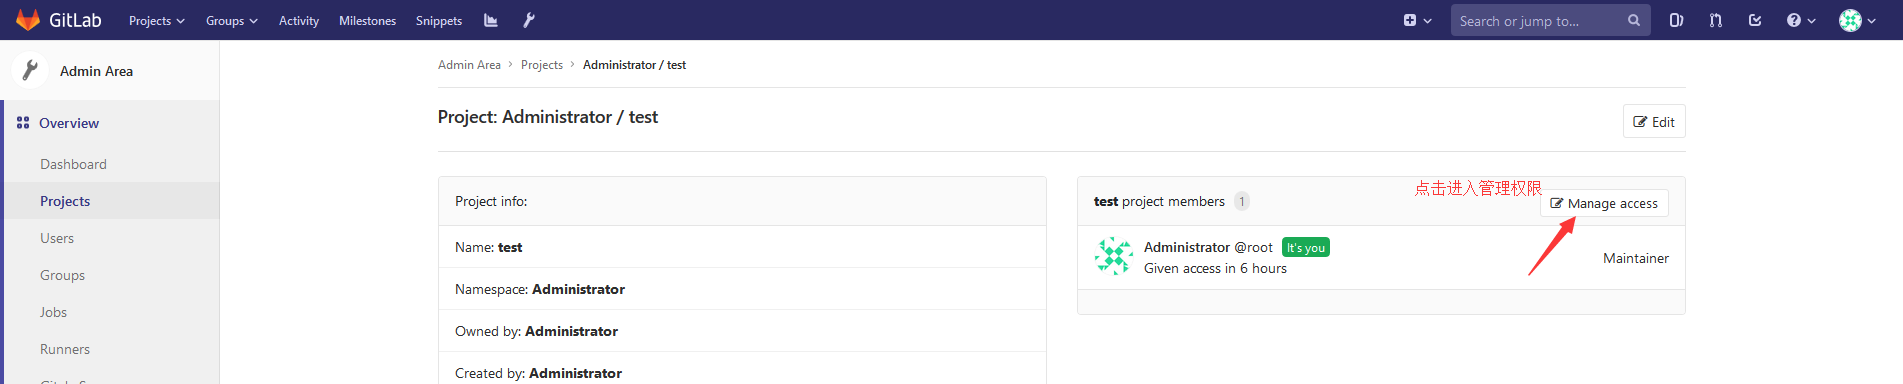 GitLab Projects Groups Activity Milestones Snippets Search or jump to...
Admin Area
Overview
Dashboard
Projects
Users
Groups
Jobs
Runners
Admin Area › Projects › Administrator / test
Project: Administrator / test
Edit
Project info:
Name: test
Namespace: Administrator
Owned by: Administrator
Created by: Administrator
点击进入管理权限
test project members 1
Manage access
Administrator @root It's you
Given access in 6 hours
Maintainer